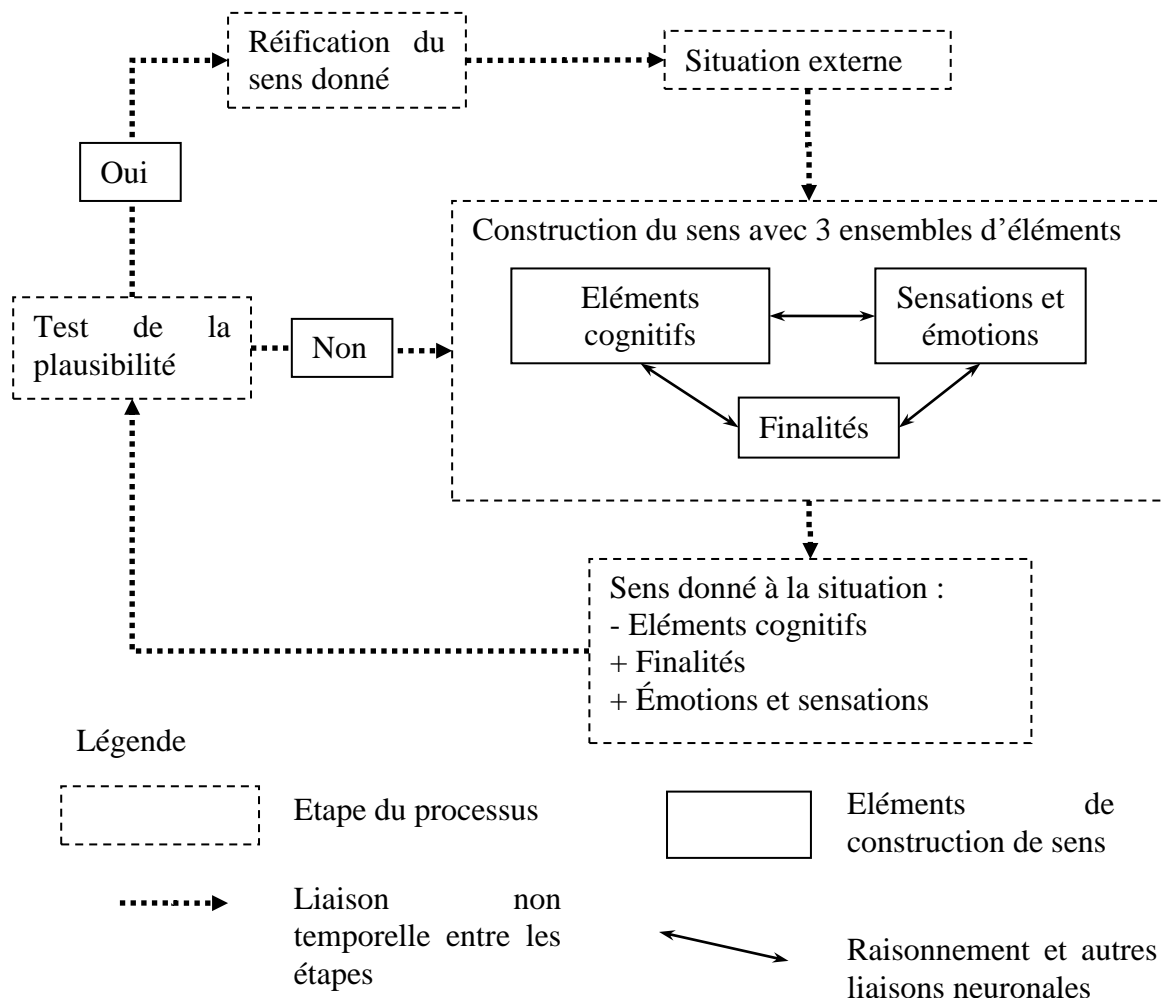 Réification du
sens donné
Situation externe
Oui
Construction du sens avec 3 ensembles d’éléments
Eléments
cognitifs
Sensations et
émotions
Test de la
plausibilité
Non
Finalités
Sens donné à la situation :
- Eléments cognitifs
+ Finalités
+ Émotions et sensations
Légende
Etape du processus
Eléments de
construction de sens
Liaison non
temporelle entre les
étapes
Raisonnement et autres
liaisons neuronales